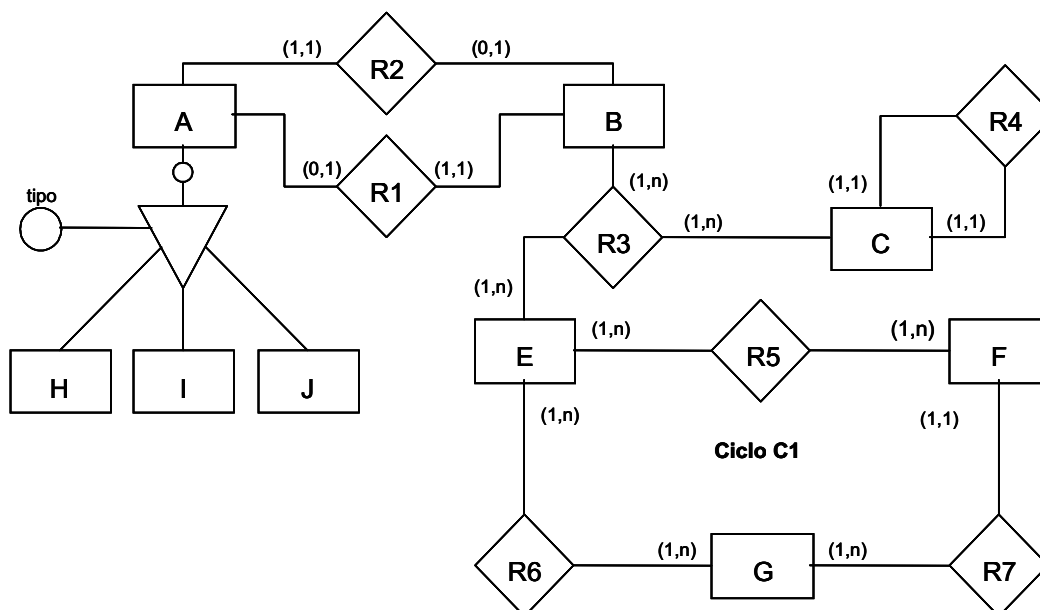 (1,1) R2 (0,1)
A B R4
(0,1) R1 (1,1)
(1,n) (1,1)
tipo
R3 (1,n) C (1,1)
(1,n)
E (1,n) R5 (1,n) F
H I J
(1,n) (1,1)
Ciclo C1
R6 (1,n) G (1,n) R7